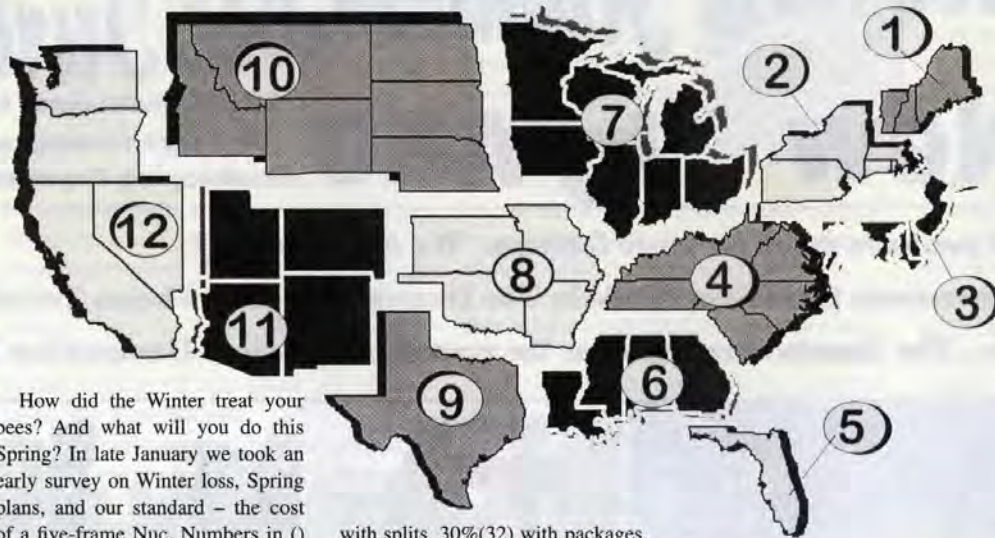 1
2
10
7
12
8
4
3
11
6
9
5
How did the Winter treat your
bees? And what will you do this
Spring? In late January we took an
early survey on Winter loss, Spring
plans, and our standard – the cost
of a five-frame Nuc. Numbers in ()
with splits, 30%(32) with packages